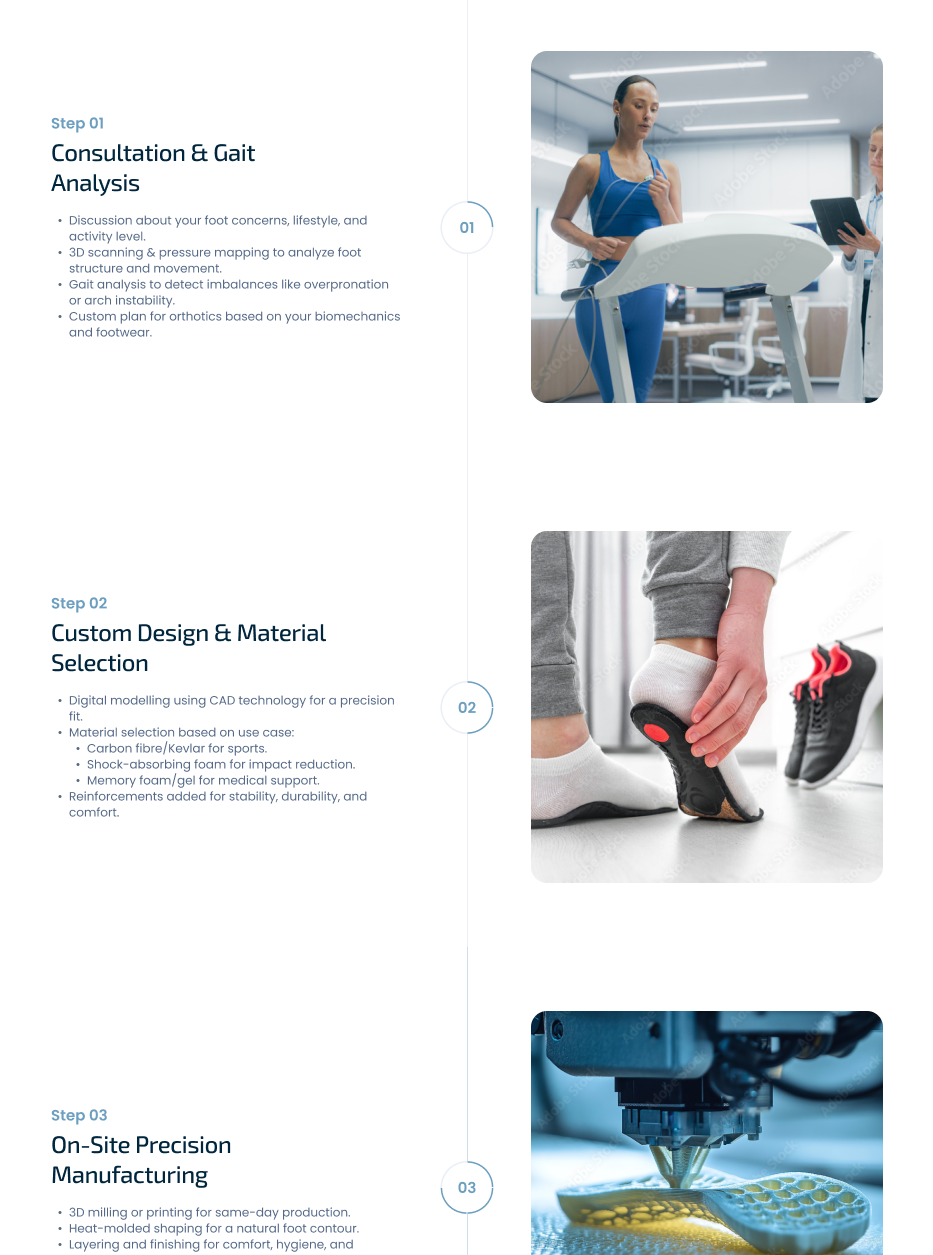 Step 01
Consultation & Gait
Analysis
• Discussion about your foot concerns, lifestyle, and
activity level.
• 3D scanning & pressure mapping to analyze foot
structure and movement.
• Gait analysis to detect imbalances like overpronation
or arch instability.
• Custom plan for orthotics based on your biomechanics
and footwear.
01
Step 02
Custom Design & Material
Selection
• Digital modelling using CAD technology for a precision
fit.
• Material selection based on use case:
• Carbon fibre/Kevlar for sports.
• Shock-absorbing foam for impact reduction.
• Memory foam/gel for medical support.
• Reinforcements added for stability, durability, and
comfort.
02
Step 03
On-Site Precision
Manufacturing
• 3D milling or printing for same-day production.
• Heat-molded shaping for a natural foot contour.
• Layering and finishing for comfort, hygiene, and
03